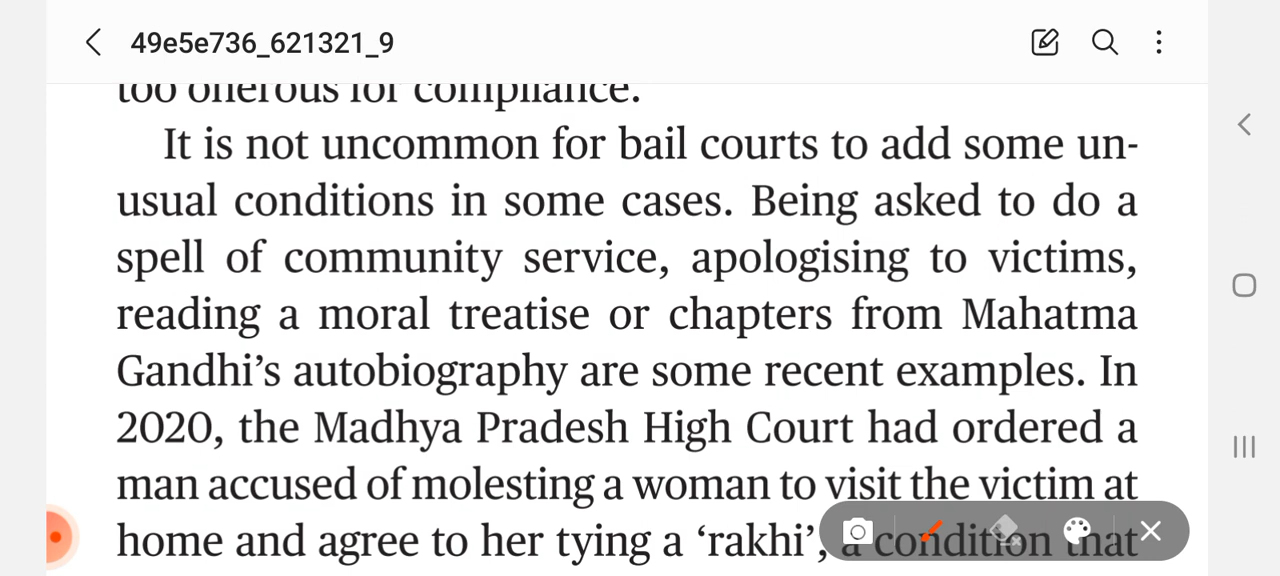 49e5e736_621321_9
too onerous for compliance.
It is not uncommon for bail courts to add some un-
usual conditions in some cases. Being asked to do a
spell of community service, apologising to victims,
reading a moral treatise or chapters from Mahatma
Gandhi’s autobiography are some recent examples. In
2020, the Madhya Pradesh High Court had ordered a
man accused of molesting a woman to visit the victim at
home and agree to her tying a ‘rakhi’, a condition that